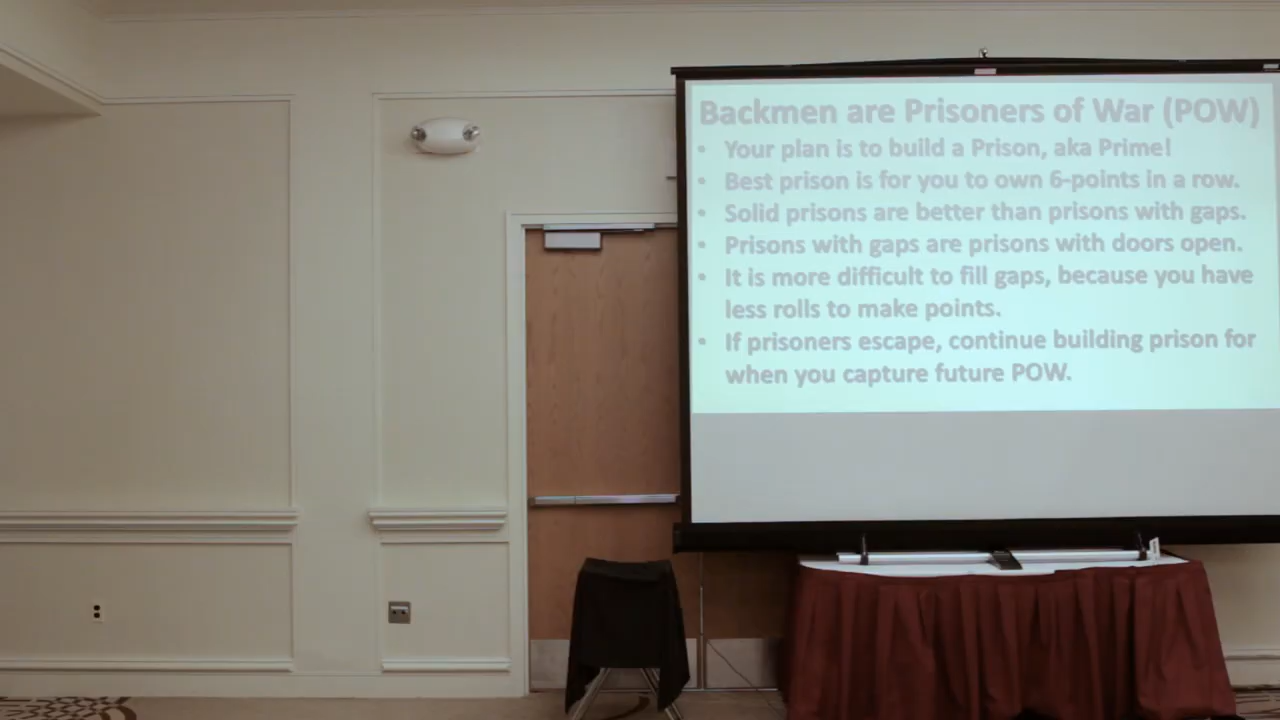 Backmen are Prisoners of War (POW)
• Your plan is to build a Prison, aka Prime!
• Best prison is for you to own 6-points in a row.
• Solid prisons are better than prisons with gaps.
• Prisons with gaps are prisons with doors open.
• It is more difficult to fill gaps, because you have
less rolls to make points.
• If prisoners escape, continue building prison for
when you capture future POW.